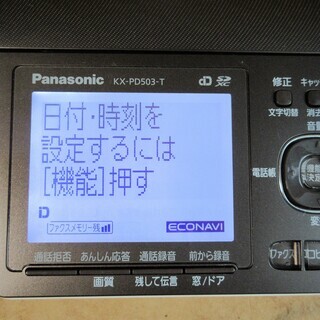 Panasonic KX-PD503-T
修正
文字切替
日付・時刻を
設定するには
[機能]押す
電話帳
ファクスメモリー残
ECONAVI
通話拒否 あんしん応答 通話録音 前から録音
画質 残して伝言 窓/ドア
ファクス